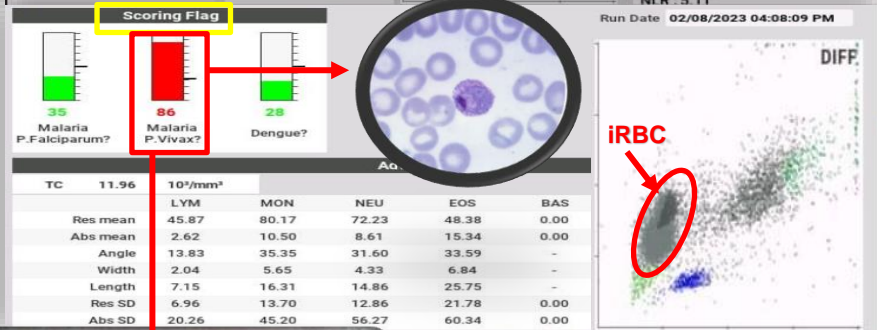 NLR : 5.11
Scoring Flag
Run Date 02/08/2023 04:08:09 PM
35
86
28
Malaria
P.Falciparum?
Malaria
P.Vivax?
Dengue?
DIFF
iRBC
TC 11.96 10³/mm³
LYM MON NEU EOS BAS
Res mean 45.87 80.17 72.23 48.38 0.00
Abs mean 2.62 10.50 8.61 15.34 0.00
Angle 13.83 35.35 31.60 33.59 -
Width 2.04 5.65 4.33 6.84 -
Length 7.15 16.31 14.86 25.75 -
Res SD 6.96 13.70 12.86 21.78 0.00
Abs SD 20.26 45.20 56.27 60.34 0.00